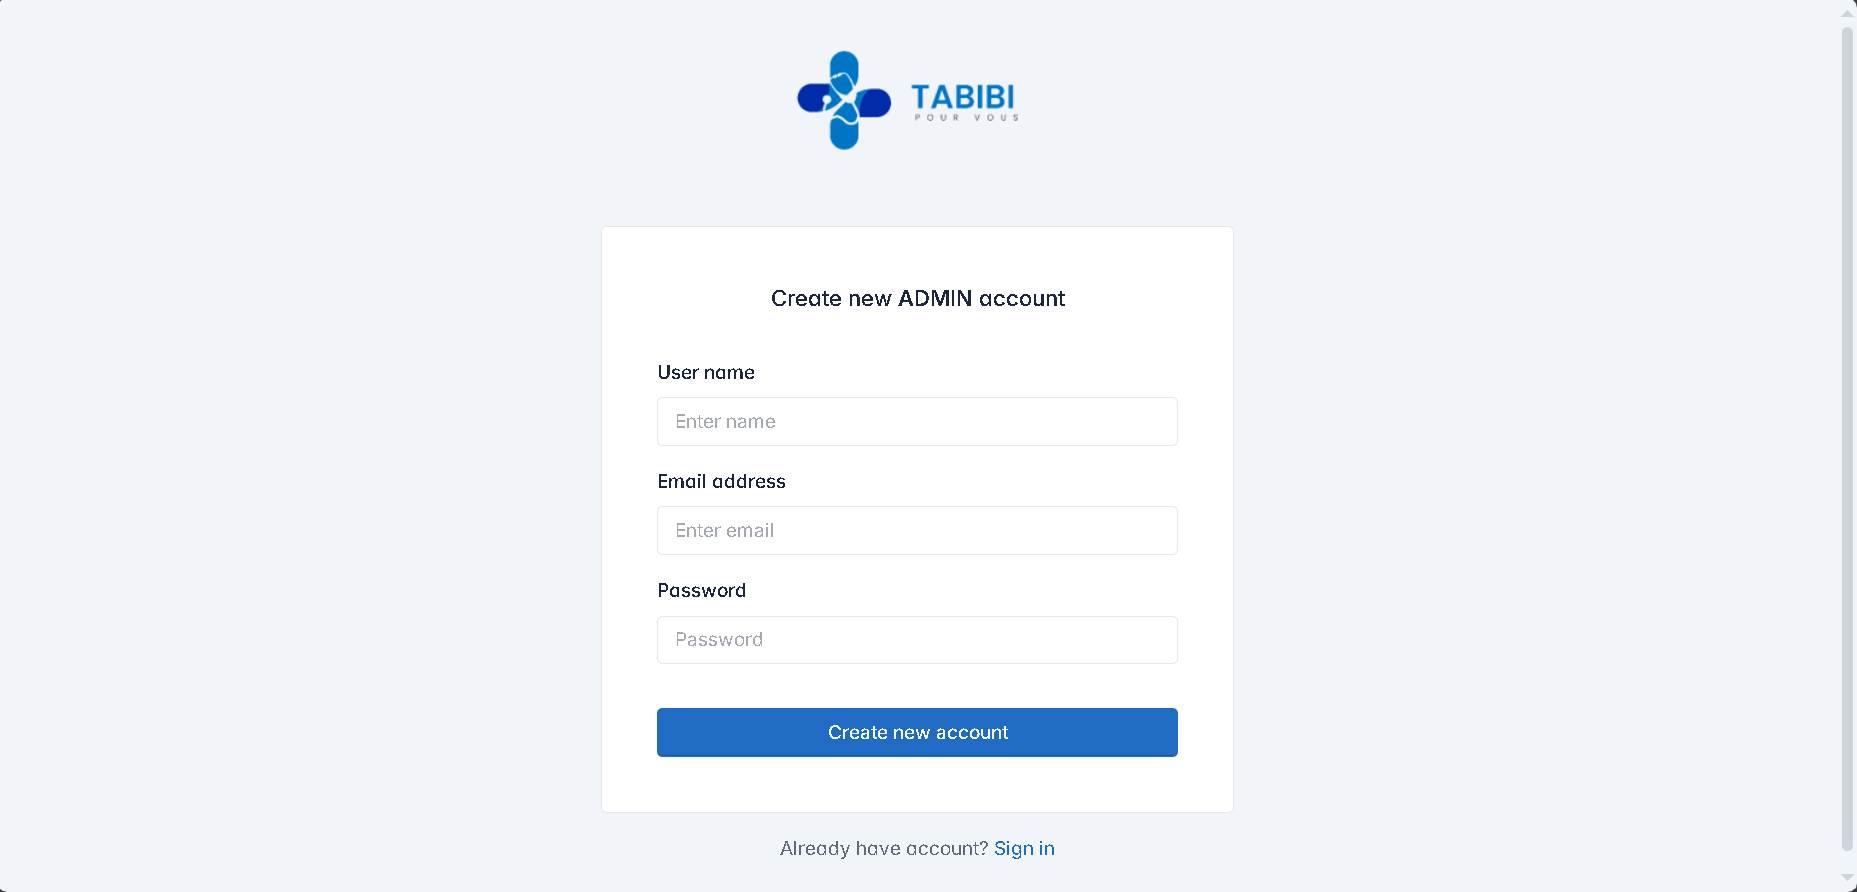 TABIBI
POUR VOUS
Create new ADMIN account
User name
Enter name
Email address
Enter email
Password
Password
Create new account
Already have account? Sign in